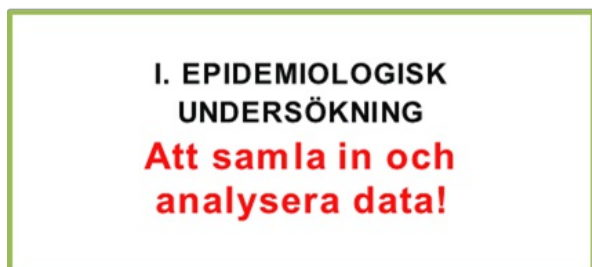 I. EPIDEMIOLOGISK
UNDERSÖKNING
Att samla in och
analysera data!